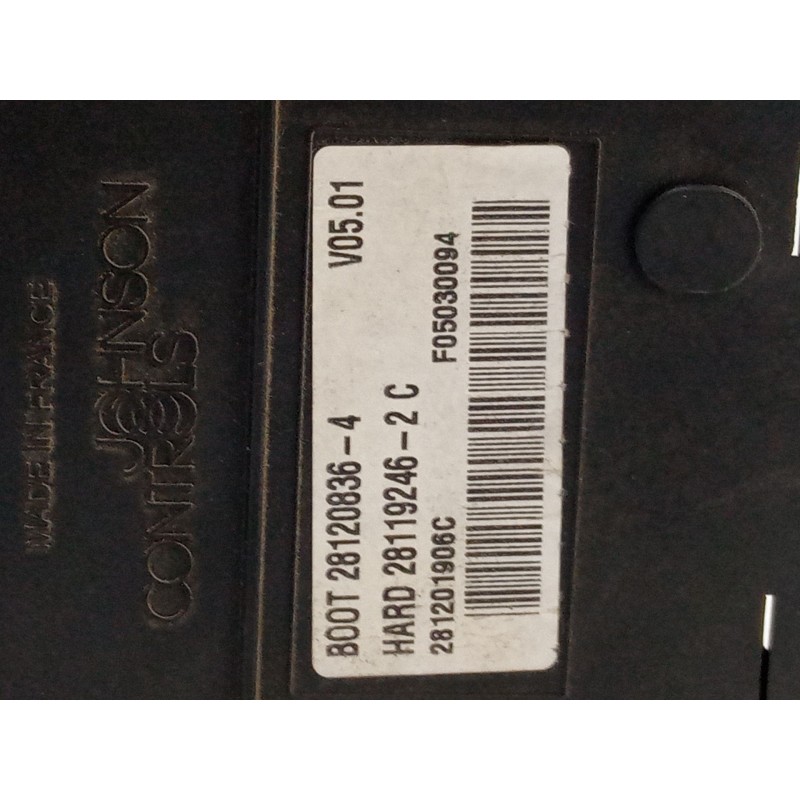 MADE IN FRANCE
JOHNSON
CONTROLS
BOOT 28120836-4 V05.01
HARD 28119246-2 C
281201906C F05030094